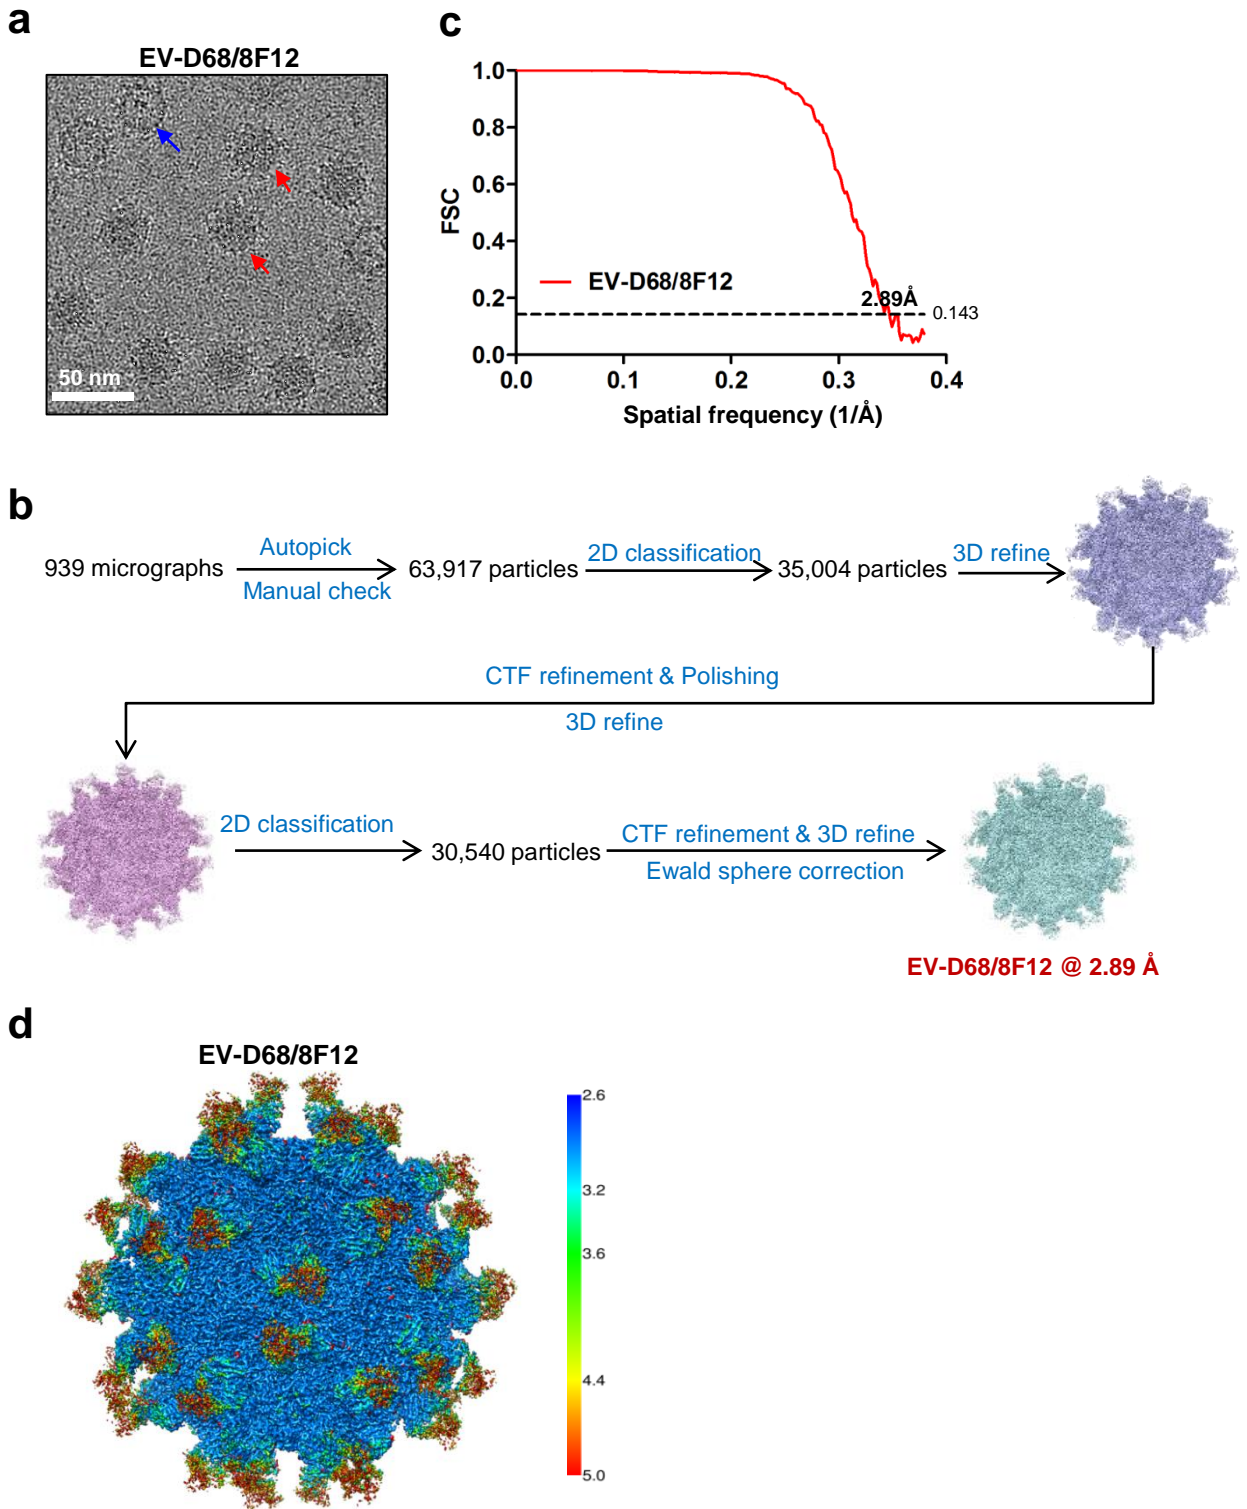 a
EV-D68/8F12
50 nm
c
1.0
0.8
0.6
0.4
0.2
0.0
FSC
EV-D68/8F12
2.89Å
0.143
0.0 0.1 0.2 0.3 0.4
Spatial frequency (1/Å)
b
939 micrographs
Autopick
Manual check
63,917 particles
2D classification
35,004 particles
3D refine
CTF refinement & Polishing
3D refine
2D classification
30,540 particles
CTF refinement & 3D refine
Ewald sphere correction
EV-D68/8F12 @ 2.89 Å
d
EV-D68/8F12
2.6
3.2
3.6
4.4
5.0